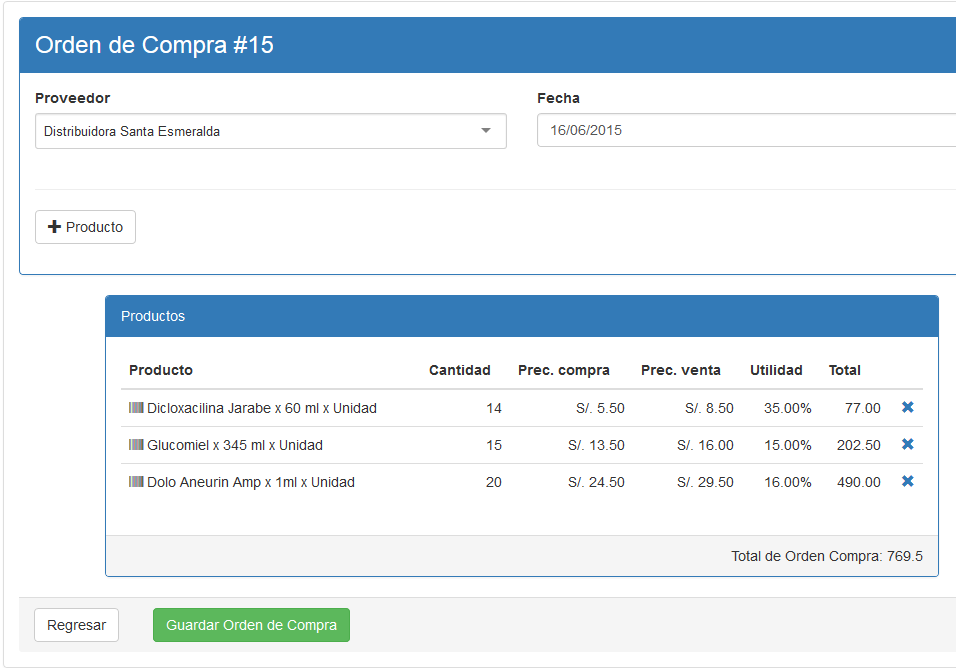 Orden de Compra #15
Proveedor Fecha
Distribuidora Santa Esmeralda 16/06/2015
Producto
Productos
Producto Cantidad Prec. compra Prec. venta Utilidad Total
Dicloxacilina Jarabe x 60 ml x Unidad 14 S/. 5.50 S/. 8.50 35.00% 77.00
Glucomiel x 345 ml x Unidad 15 S/. 13.50 S/. 16.00 15.00% 202.50
Dolo Aneurin Amp x 1ml x Unidad 20 S/. 24.50 S/. 29.50 16.00% 490.00
Total de Orden Compra: 769.5
Regresar Guardar Orden de Compra